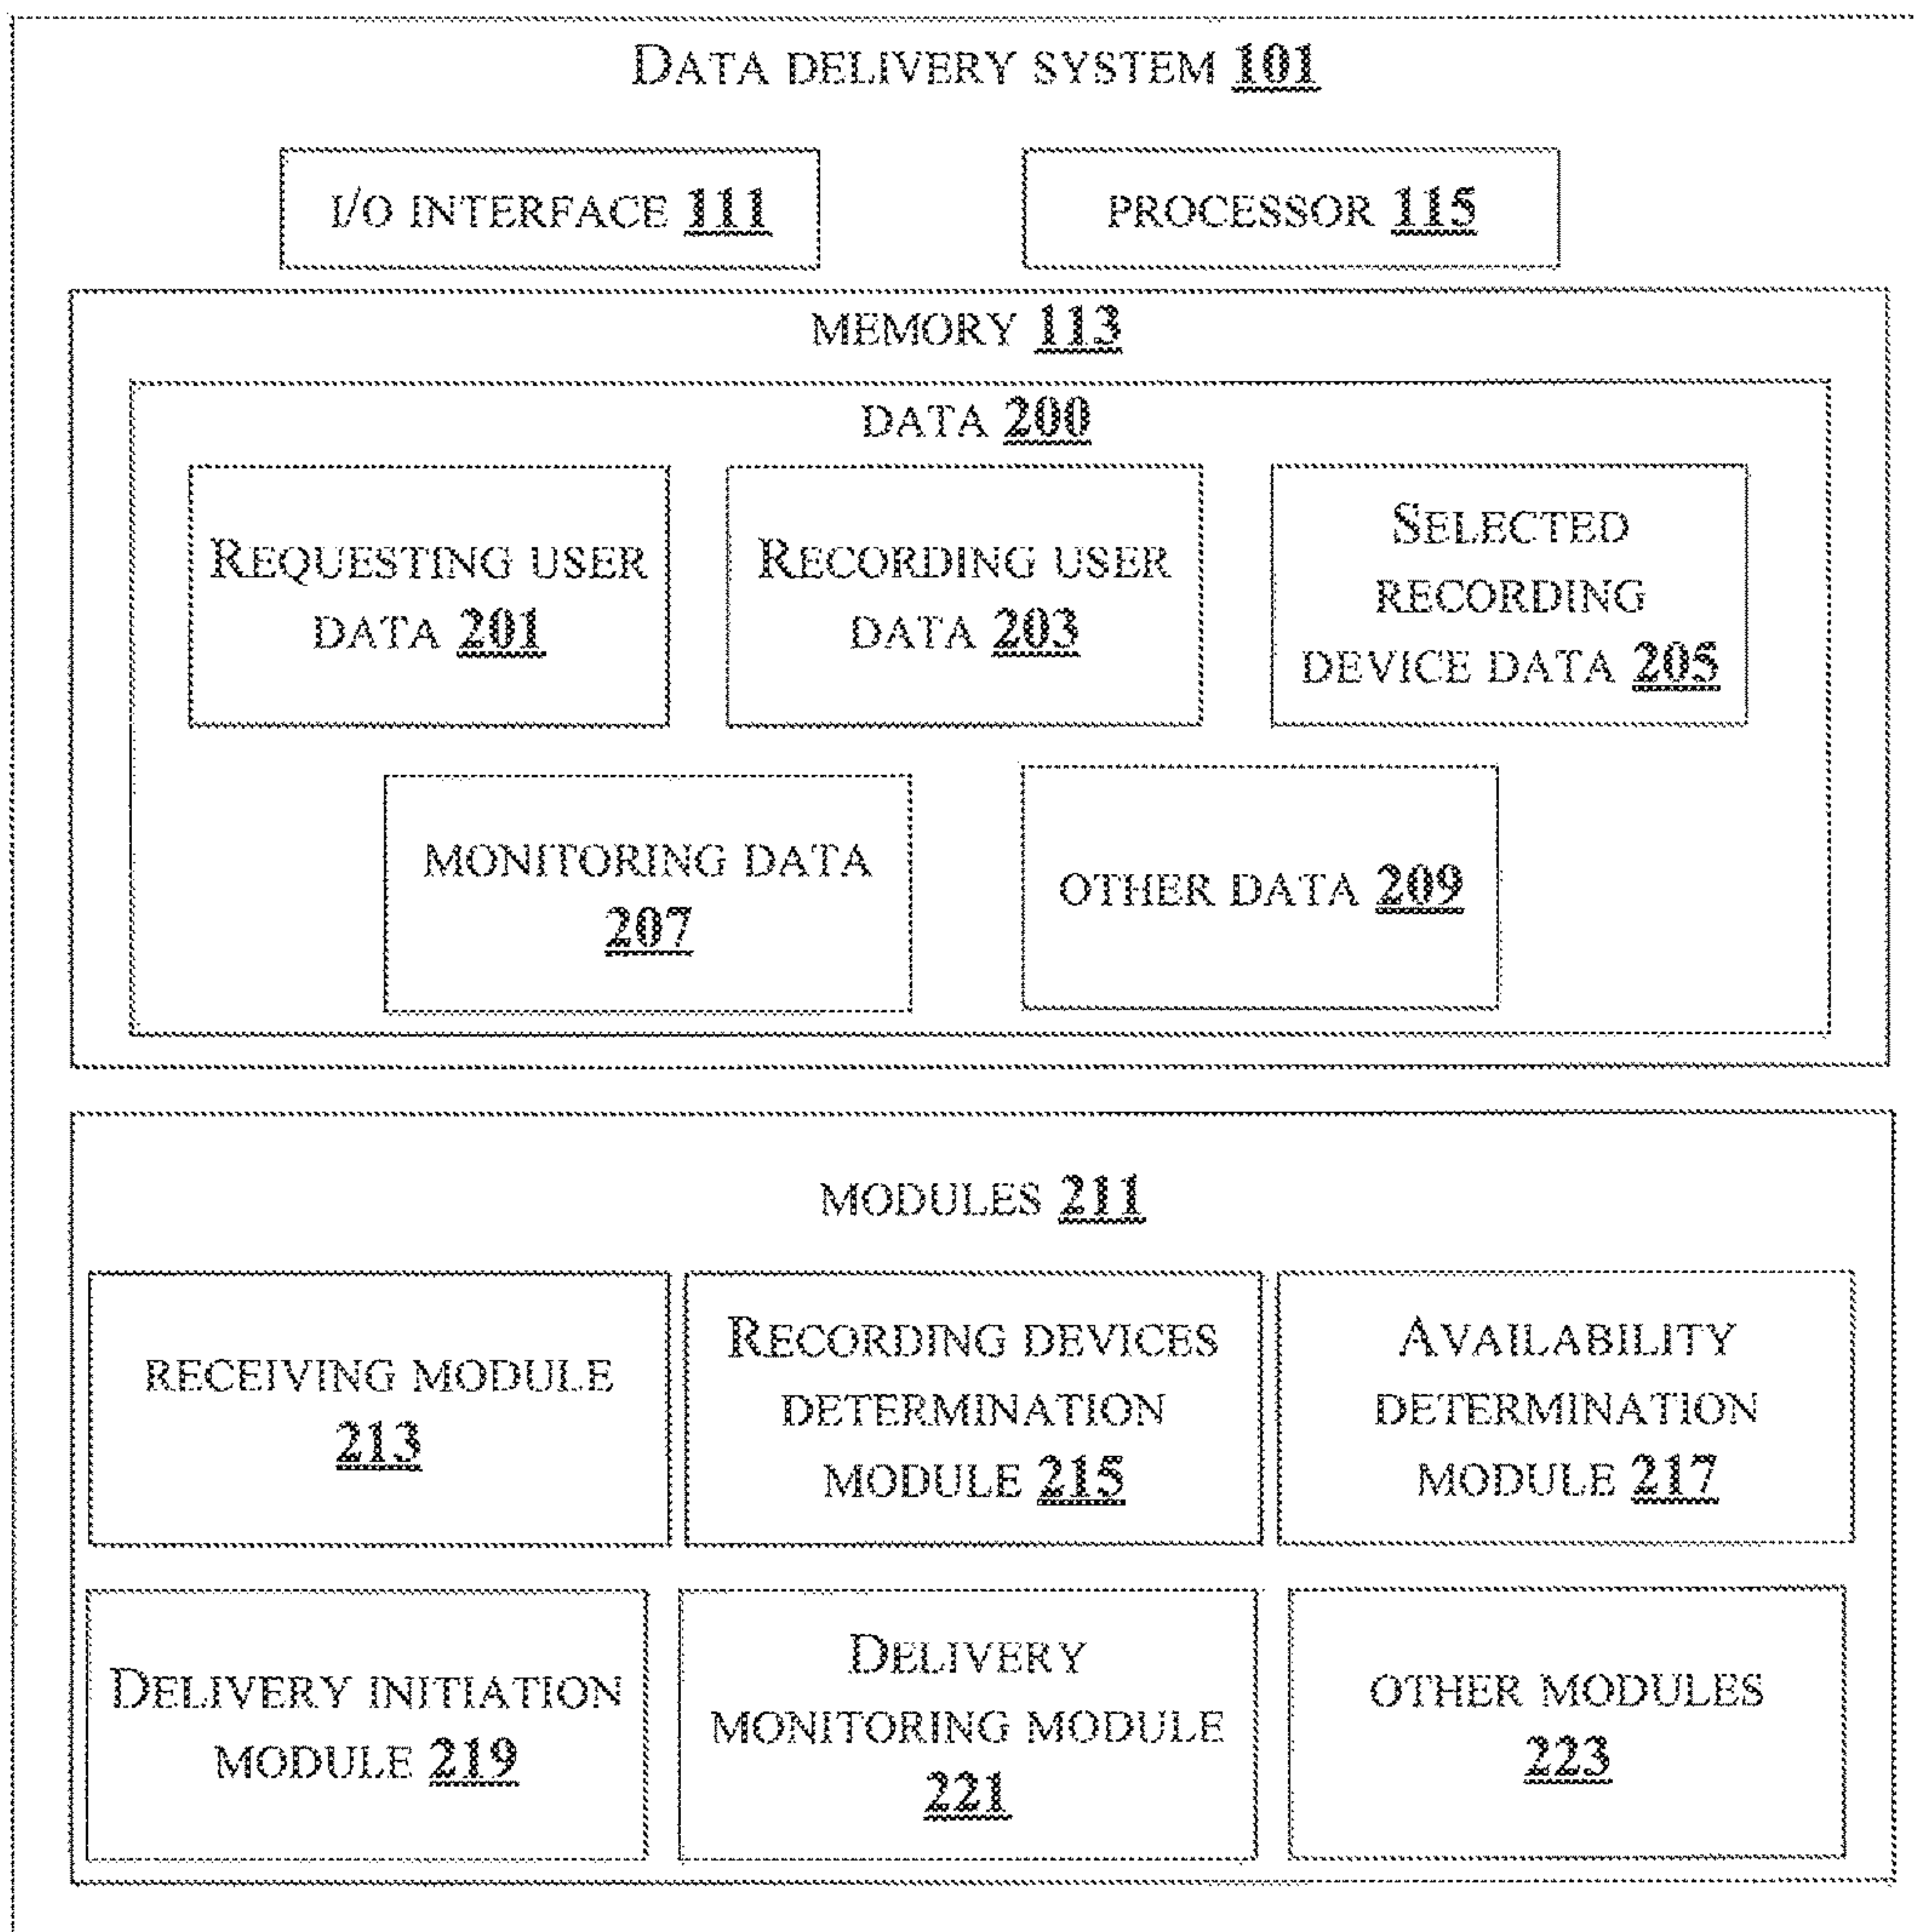 DATA DELIVERY SYSTEM 101
I/O INTERFACE 111
PROCESSOR 115
MEMORY 113
DATA 200
REQUESTING USER
DATA 201
RECORDING USER
DATA 203
SELECTED
RECORDING
DEVICE DATA 205
MONITORING DATA
207
OTHER DATA 209
MODULES 211
RECEIVING MODULE
213
RECORDING DEVICES
DETERMINATION
MODULE 215
AVAILABILITY
DETERMINATION
MODULE 217
DELIVERY INITIATION
MODULE 219
DELIVERY
MONITORING MODULE
221
OTHER MODULES
223